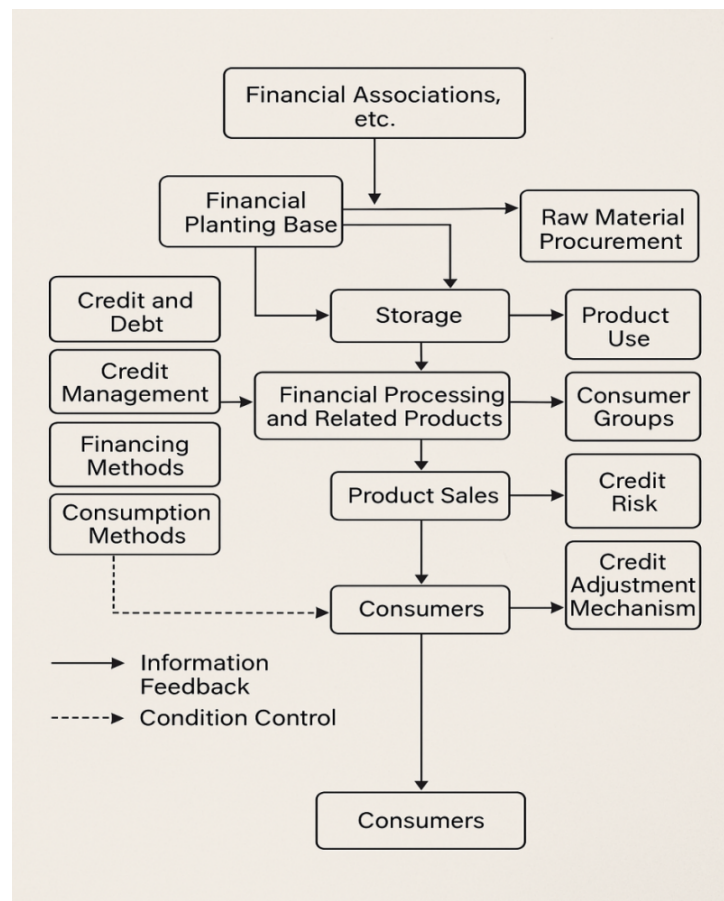 Financial Associations,
etc.
Financial
Planting Base
Raw Material
Procurement
Credit and
Debt
Storage
Product
Use
Credit
Management
Financial Processing
and Related Products
Consumer
Groups
Financing
Methods
Product Sales
Credit
Risk
Consumption
Methods
Credit
Adjustment
Mechanism
Consumers
Information
Feedback
Condition Control
Consumers